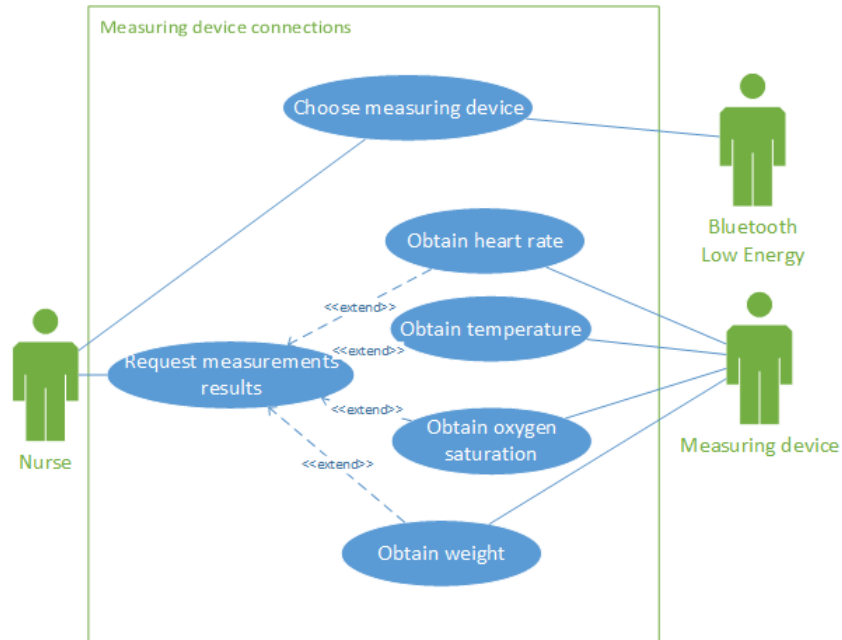 Measuring device connections
Choose measuring device
Bluetooth
Low Energy
Obtain heart rate
<<extend>>
Obtain temperature
<<extend>>
Request measurements
results
<<extend>>
Obtain oxygen
saturation
Measuring device
Nurse
<<extend>>
Obtain weight